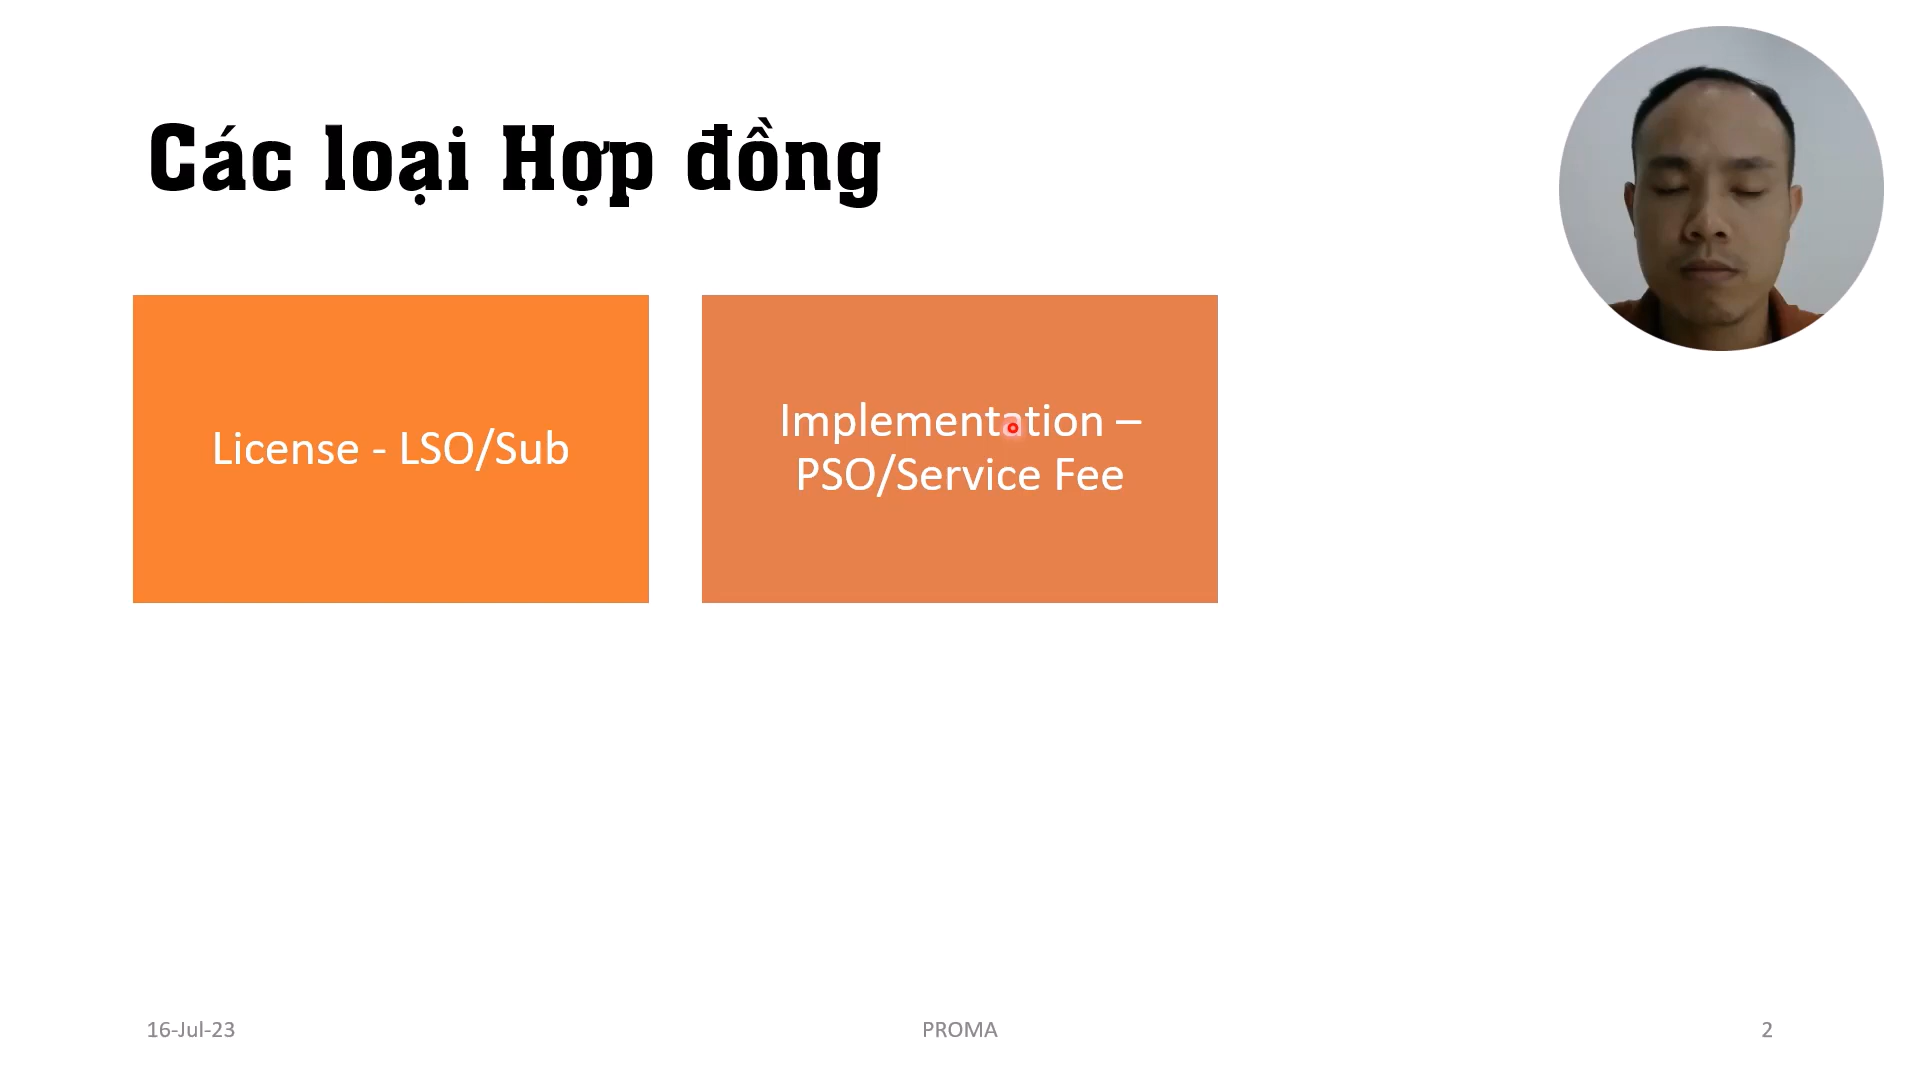 Các loại Hợp đồng
License - LSO/Sub
Implementation –
PSO/Service Fee
16-Jul-23
PROMA
2